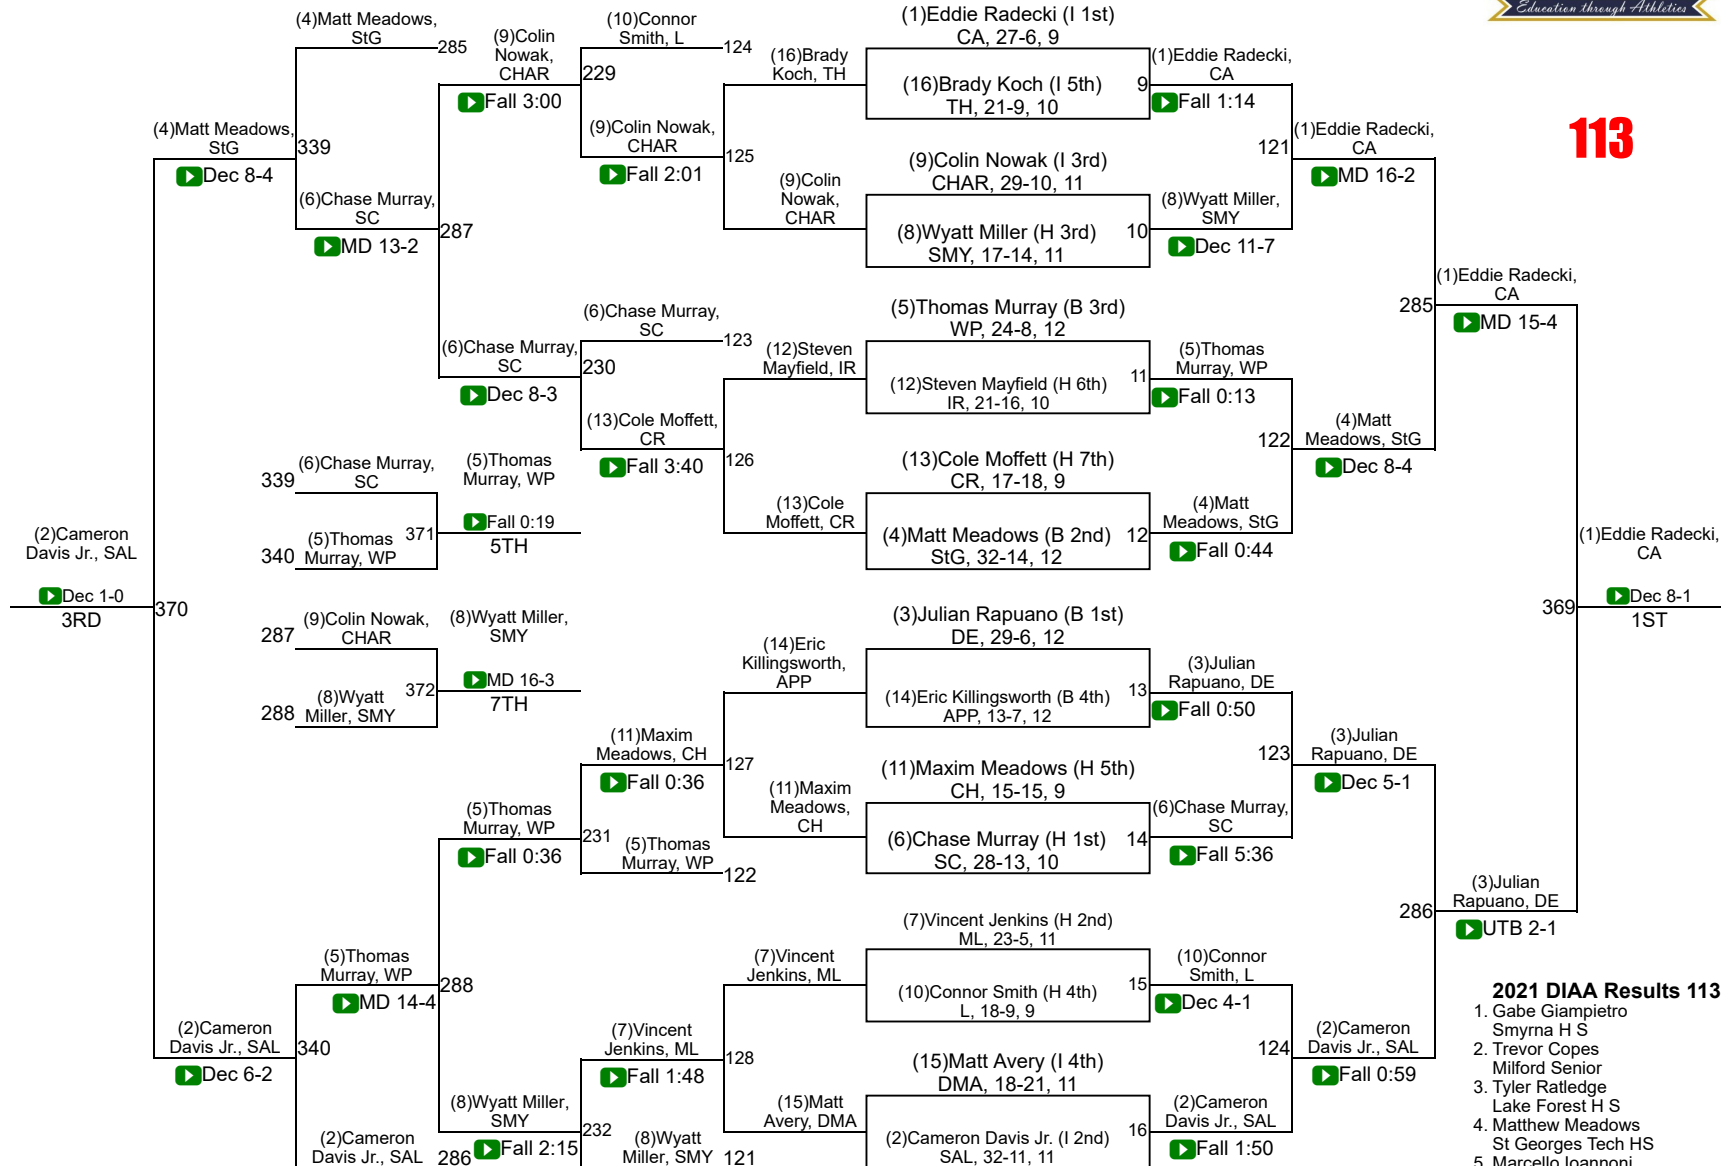 Education through Athletics
113
(4)Matt Meadows,
StG
285
(9)Colin
Nowak,
CHAR
Fall 3:00
(10)Connor
Smith, L
124
229
(9)Colin Nowak,
CHAR
Fall 2:01
125
(16)Brady
Koch, TH
(9)Colin
Nowak,
CHAR
(1)Eddie Radecki (I 1st)
CA, 27-6, 9
(16)Brady Koch (I 5th)
TH, 21-9, 10
9
(9)Colin Nowak (I 3rd)
CHAR, 29-10, 11
(8)Wyatt Miller (H 3rd)
SMY, 17-14, 11
10
(1)Eddie Radecki,
CA
Fall 1:14
121
(8)Wyatt Miller,
SMY
Dec 11-7
(1)Eddie Radecki,
CA
MD 16-2
(4)Matt Meadows,
StG
Dec 8-4
339
(6)Chase Murray,
SC
MD 13-2
287
(6)Chase Murray,
SC
Dec 8-3
(6)Chase Murray,
SC
123
230
(13)Cole Moffett,
CR
Fall 3:40
126
(12)Steven
Mayfield, IR
(13)Cole
Moffett, CR
(5)Thomas Murray (B 3rd)
WP, 24-8, 12
(12)Steven Mayfield (H 6th)
IR, 21-16, 10
11
(13)Cole Moffett (H 7th)
CR, 17-18, 9
(4)Matt Meadows (B 2nd)
StG, 32-14, 12
12
(5)Thomas
Murray, WP
Fall 0:13
122
(4)Matt
Meadows, StG
Fall 0:44
(4)Matt
Meadows, StG
Dec 8-4
285
(1)Eddie Radecki,
CA
MD 15-4
339
(6)Chase Murray,
SC
340
(5)Thomas
Murray, WP
371
(5)Thomas
Murray, WP
Fall 0:19
5TH
(2)Cameron
Davis Jr., SAL
Dec 1-0
3RD
370
287
(9)Colin Nowak,
CHAR
288
(8)Wyatt
Miller, SMY
372
(8)Wyatt Miller,
SMY
MD 16-3
7TH
369
(1)Eddie Radecki,
CA
Dec 8-1
1ST
(3)Julian Rapuano (B 1st)
DE, 29-6, 12
(14)Eric Killingsworth (B 4th)
APP, 13-7, 12
13
(14)Eric
Killingsworth,
APP
(11)Maxim
Meadows, CH
Fall 0:36
127
(11)Maxim
Meadows,
CH
(11)Maxim Meadows (H 5th)
CH, 15-15, 9
(6)Chase Murray (H 1st)
SC, 28-13, 10
14
(3)Julian
Rapuano, DE
Fall 0:50
123
(6)Chase Murray,
SC
Fall 5:36
(3)Julian
Rapuano, DE
Dec 5-1
(5)Thomas
Murray, WP
Fall 0:36
231
(5)Thomas
Murray, WP
122
(5)Thomas
Murray, WP
MD 14-4
288
286
(3)Julian
Rapuano, DE
UTB 2-1
(7)Vincent Jenkins (H 2nd)
ML, 23-5, 11
(10)Connor Smith (H 4th)
L, 18-9, 9
15
(7)Vincent
Jenkins, ML
(7)Vincent
Jenkins, ML
Fall 1:48
128
(15)Matt
Avery, DMA
(15)Matt Avery (I 4th)
DMA, 18-21, 11
(2)Cameron Davis Jr. (I 2nd)
SAL, 32-11, 11
16
(10)Connor
Smith, L
Dec 4-1
124
(2)Cameron
Davis Jr., SAL
Fall 1:50
(2)Cameron
Davis Jr., SAL
Fall 0:59
(2)Cameron
Davis Jr., SAL
Dec 6-2
340
(2)Cameron
Davis Jr., SAL
286
(8)Wyatt Miller,
SMY
Fall 2:15
232
(8)Wyatt
Miller, SMY
121
2021 DIAA Results 113
1. Gabe Giampietro
Smyrna H S
2. Trevor Copes
Milford Senior
3. Tyler Ratledge
Lake Forest H S
4. Matthew Meadows
St Georges Tech HS
5. Marcello Ioannoni